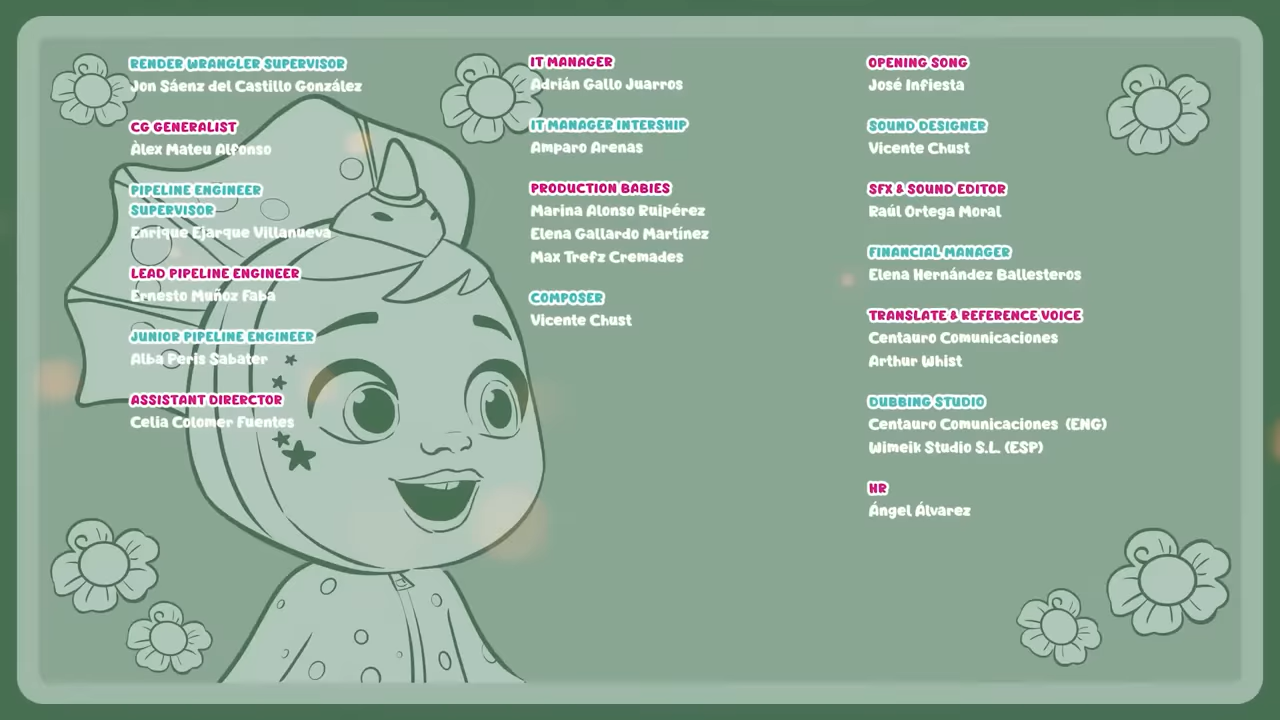 RENDER WRANGLER SUPERVISOR
Jon Sáenz del Castillo González
CG GENERALIST
Àlex Mateu Alfonso
PIPELINE ENGINEER
SUPERVISOR
Enrique Ejarque Villanueva
LEAD PIPELINE ENGINEER
Ernesto Muñoz Faba
JUNIOR PIPELINE ENGINEER
Alba Peris Sabater
ASSISTANT DIRERCTOR
Celia Colomer Fuentes
IT MANAGER
Adrián Gallo Juarros
IT MANAGER INTERSHIP
Amparo Arenas
PRODUCTION BABIES
Marina Alonso Ruipérez
Elena Gallardo Martínez
Max Trefz Cremades
COMPOSER
Vicente Chust
OPENING SONG
José Infiesta
SOUND DESIGNER
Vicente Chust
SFX & SOUND EDITOR
Raúl Ortega Moral
FINANCIAL MANAGER
Elena Hernández Ballesteros
TRANSLATE & REFERENCE VOICE
Centauro Comunicaciones
Arthur Whist
DUBBING STUDIO
Centauro Comunicaciones (ENG)
Wimeik Studio S.L. (ESP)
HR
Ángel Álvarez